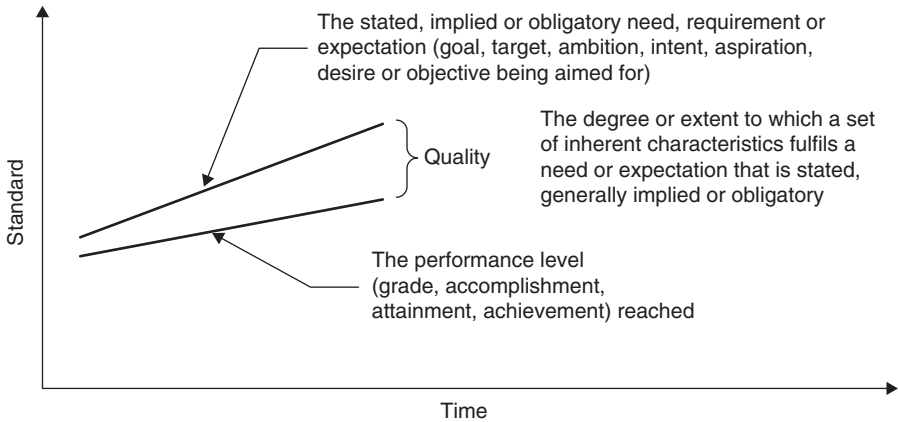 The stated, implied or obligatory need, requirement or
expectation (goal, target, ambition, intent, aspiration,
desire or objective being aimed for)
The degree or extent to which a set
of inherent characteristics fulfils a
need or expectation that is stated,
generally implied or obligatory
Quality
Standard
The performance level
(grade, accomplishment,
attainment, achievement) reached
Time